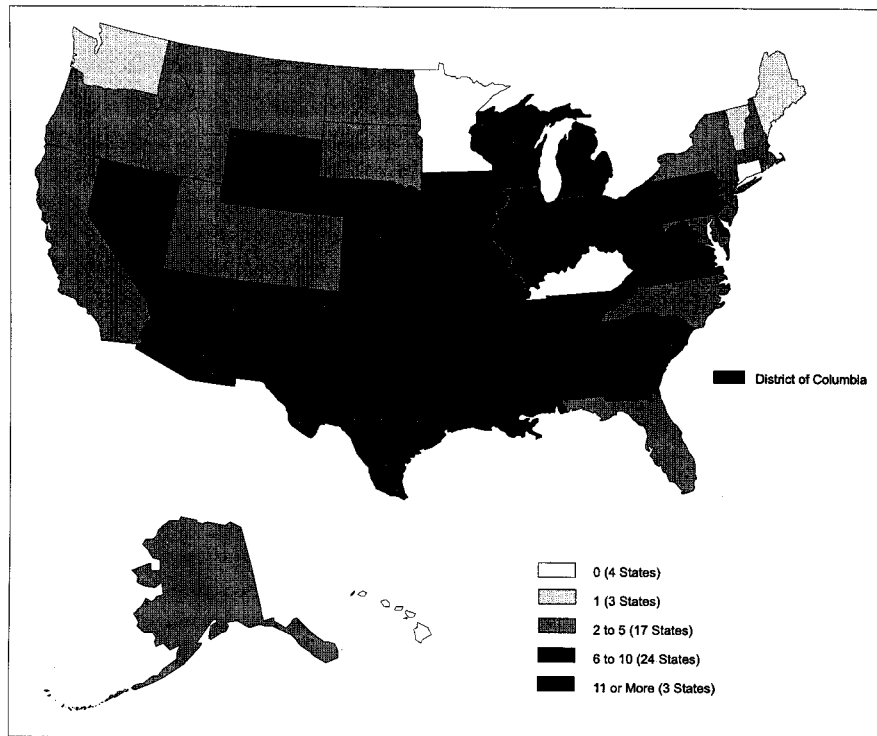 District of Columbia
0 (4 States)
1 (3 States)
2 to 5 (17 States)
6 to 10 (24 States)
11 or More (3 States)